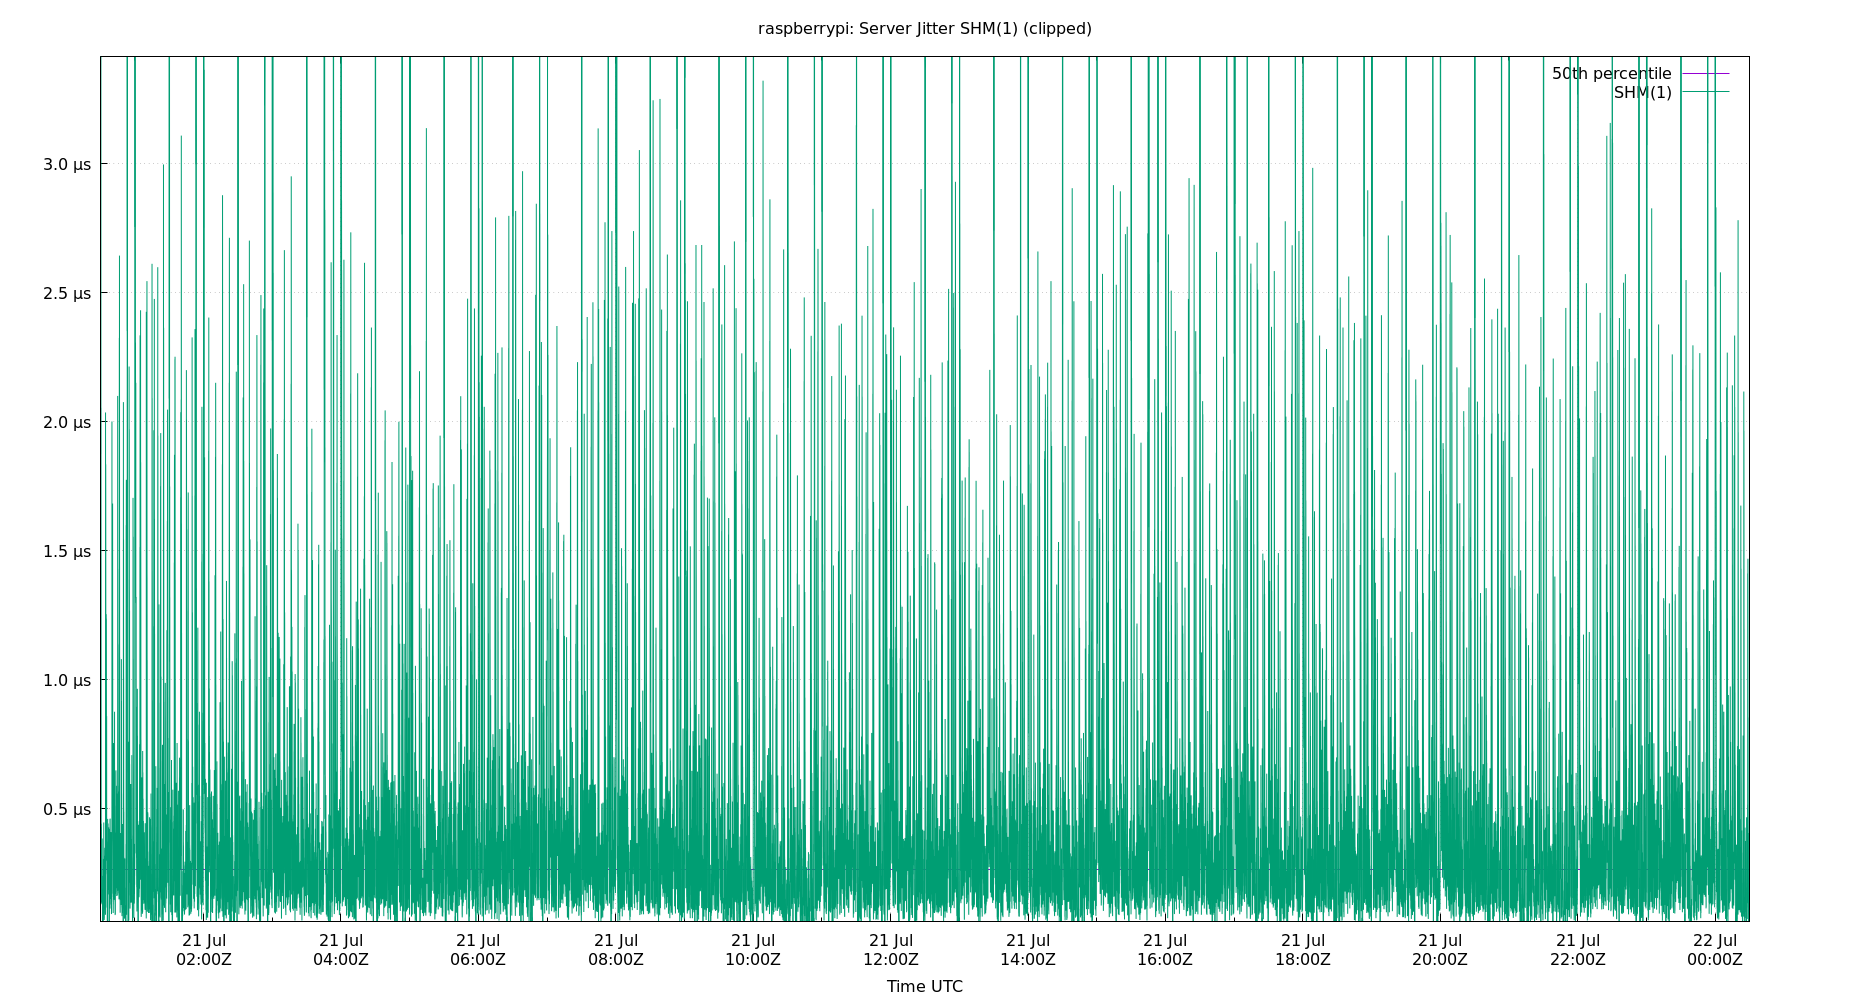 raspberrypi: Server Jitter SHM(1) (clipped)
50th percentile
SHM(1)
3.0 µs
2.5 µs
2.0 µs
1.5 µs
1.0 µs
0.5 µs
21 Jul 21 Jul 21 Jul 21 Jul 21 Jul 21 Jul 21 Jul 21 Jul 21 Jul 21 Jul 21 Jul 22 Jul
02:00Z 04:00Z 06:00Z 08:00Z 10:00Z 12:00Z 14:00Z 16:00Z 18:00Z 20:00Z 22:00Z 00:00Z
Time UTC